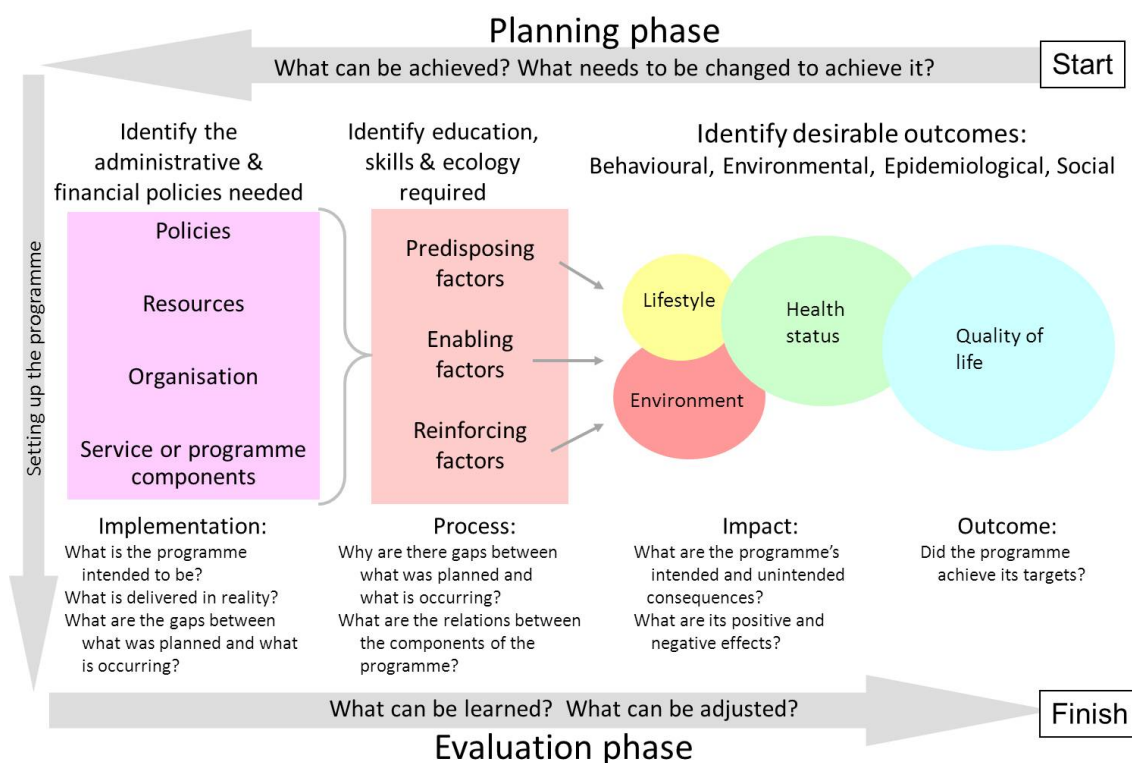 Planning phase
What can be achieved? What needs to be changed to achieve it?
Start
Setting up the programme
Identify the
administrative &
financial policies needed
Policies
Resources
Organisation
Service or programme
components
Identify education,
skills & ecology
required
Predisposing
factors
Enabling
factors
Reinforcing
factors
Identify desirable outcomes:
Behavioural, Environmental, Epidemiological, Social
Lifestyle
Environment
Health
status
Quality of
life
Implementation:
What is the programme
intended to be?
What is delivered in reality?
What are the gaps between
what was planned and what
is occurring?
Process:
Why are there gaps between
what was planned and
what is occurring?
What are the relations between
the components of the
programme?
Impact:
What are the programme's
intended and unintended
consequences?
What are its positive and
negative effects?
Outcome:
Did the programme
achieve its targets?
What can be learned? What can be adjusted?
Finish
Evaluation phase